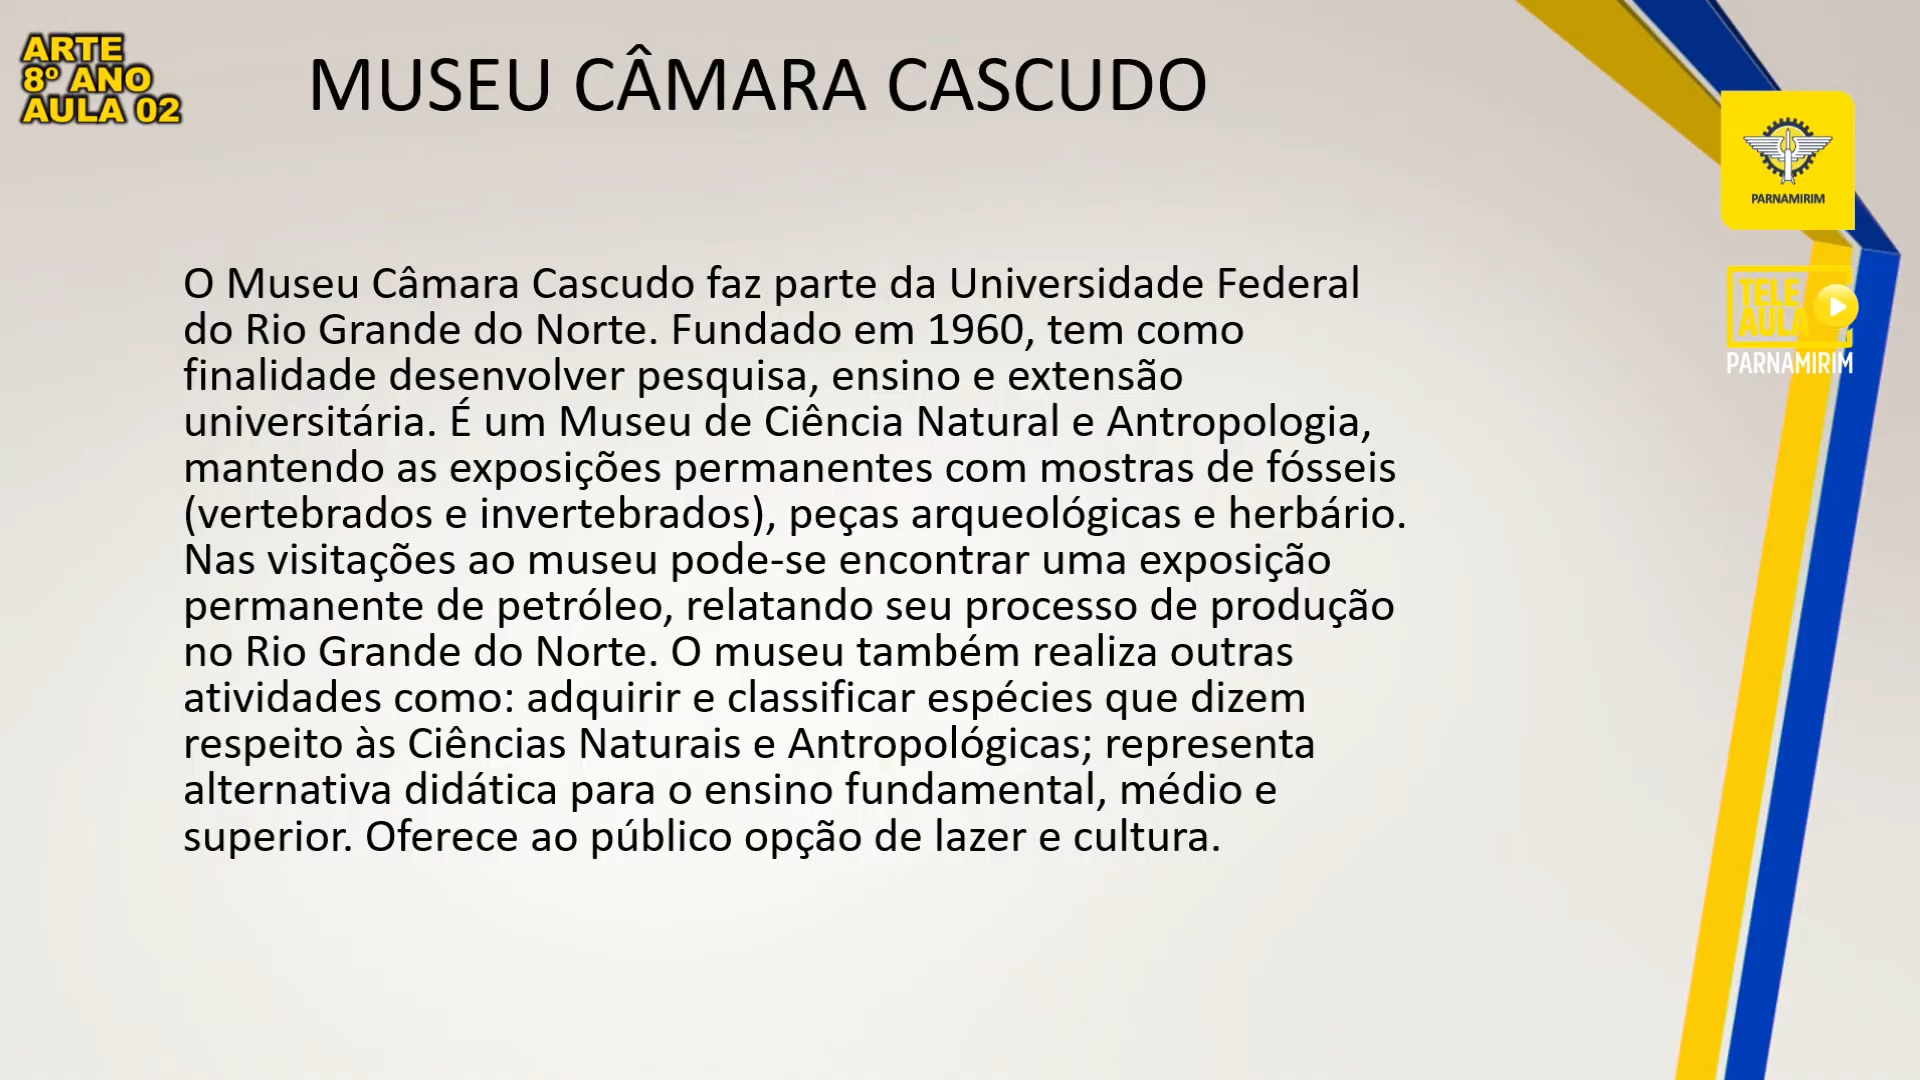 ARTE
8º ANO
AULA 02
MUSEU CÂMARA CASCUDO
PARNAMIRIM
TELE
AULA
PARNAMIRIM
O Museu Câmara Cascudo faz parte da Universidade Federal
do Rio Grande do Norte. Fundado em 1960, tem como
finalidade desenvolver pesquisa, ensino e extensão
universitária. É um Museu de Ciência Natural e Antropologia,
mantendo as exposições permanentes com mostras de fósseis
(vertebrados e invertebrados), peças arqueológicas e herbário.
Nas visitações ao museu pode-se encontrar uma exposição
permanente de petróleo, relatando seu processo de produção
no Rio Grande do Norte. O museu também realiza outras
atividades como: adquirir e classificar espécies que dizem
respeito às Ciências Naturais e Antropológicas; representa
alternativa didática para o ensino fundamental, médio e
superior. Oferece ao público opção de lazer e cultura.